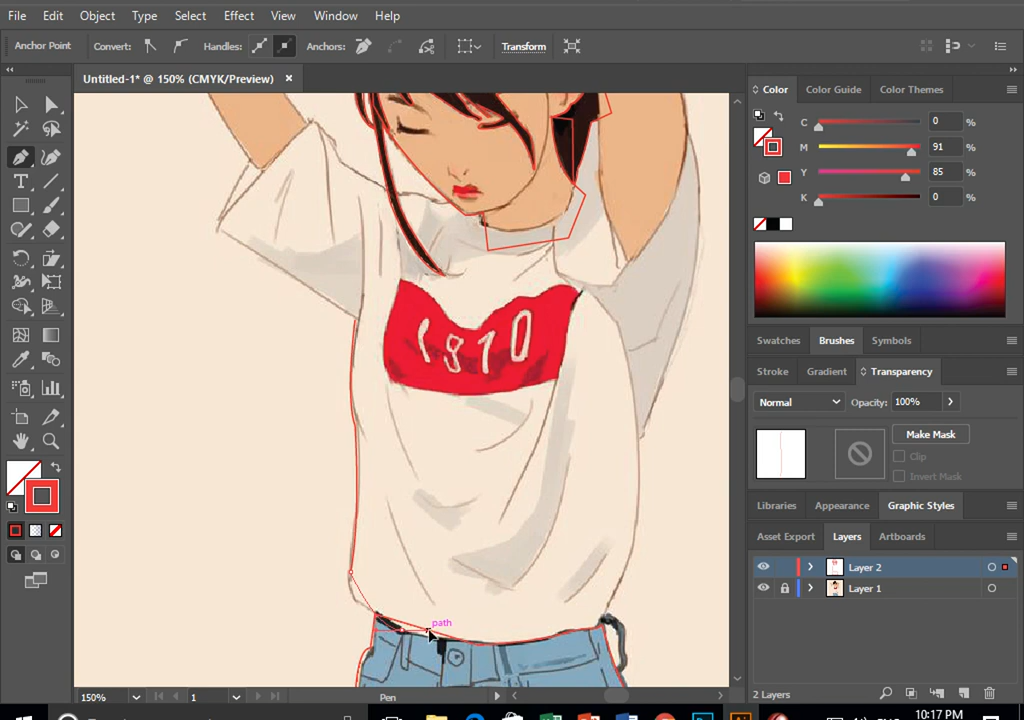 File Edit Object Type Select Effect View Window Help
Anchor Point Convert: Handles: Anchors: Transform
Untitled-1* @ 150% (CMYK/Preview) ×
Color Color Guide Color Themes
C 0 %
M 91 %
Y 85 %
K 0 %
1810
Swatches Brushes Symbols
Stroke Gradient Transparency
Normal Opacity: 100%
Make Mask
Clip
Invert Mask
Libraries Appearance Graphic Styles
Asset Export Layers Artboards
Layer 2
Layer 1
path
2 Layers
150% 1 Pen
10:17 PM